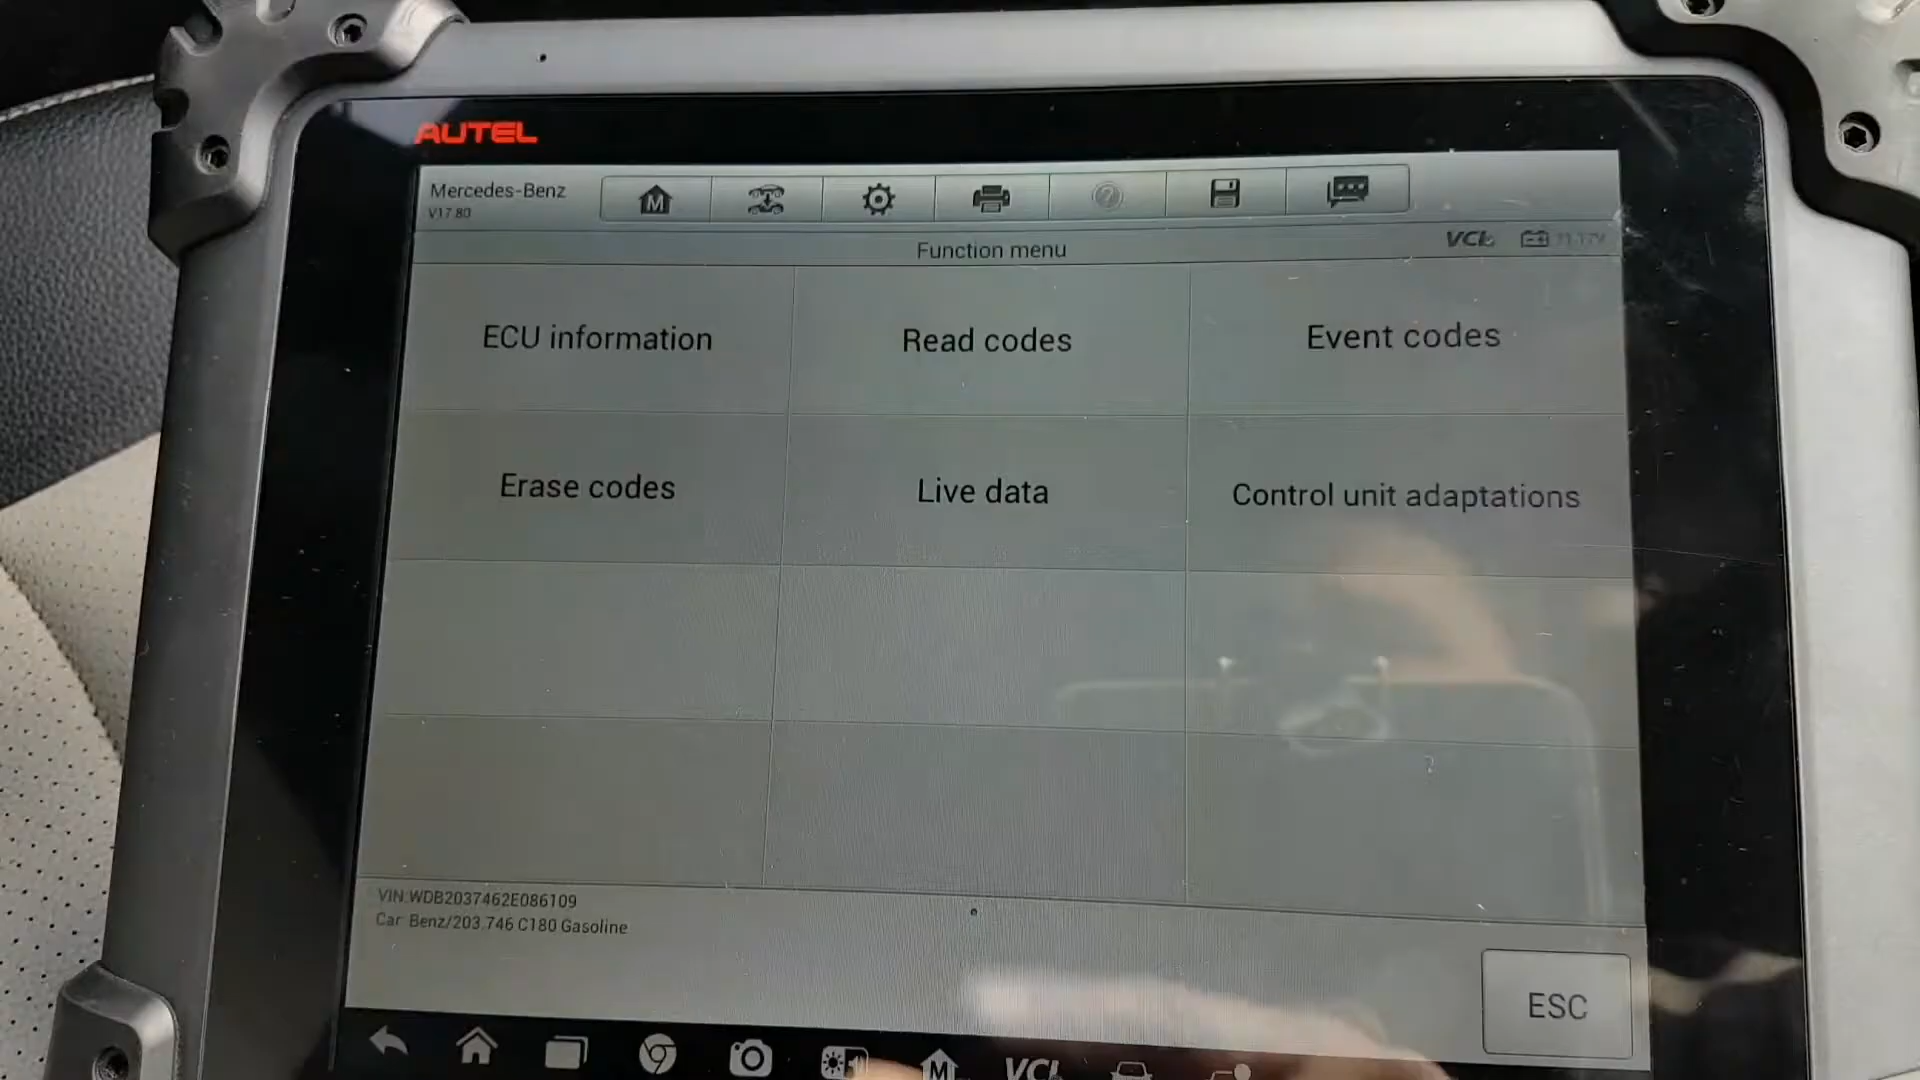 AUTEL
Mercedes-Benz
V17.80
M
Function menu
VCI
ECU information
Read codes
Event codes
Erase codes
Live data
Control unit adaptations
VIN:WDB2037462E086109
Car: Benz/203.746 C180 Gasoline
ESC
M
VCI